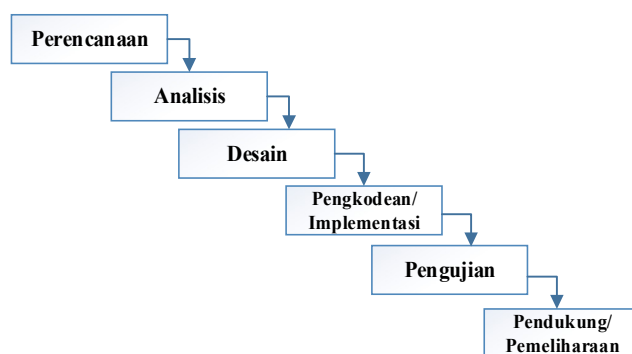 Perencanaan
Analisis
Desain
Pengkodean/
Implementasi
Pengujian
Pendukung/
Pemeliharaan